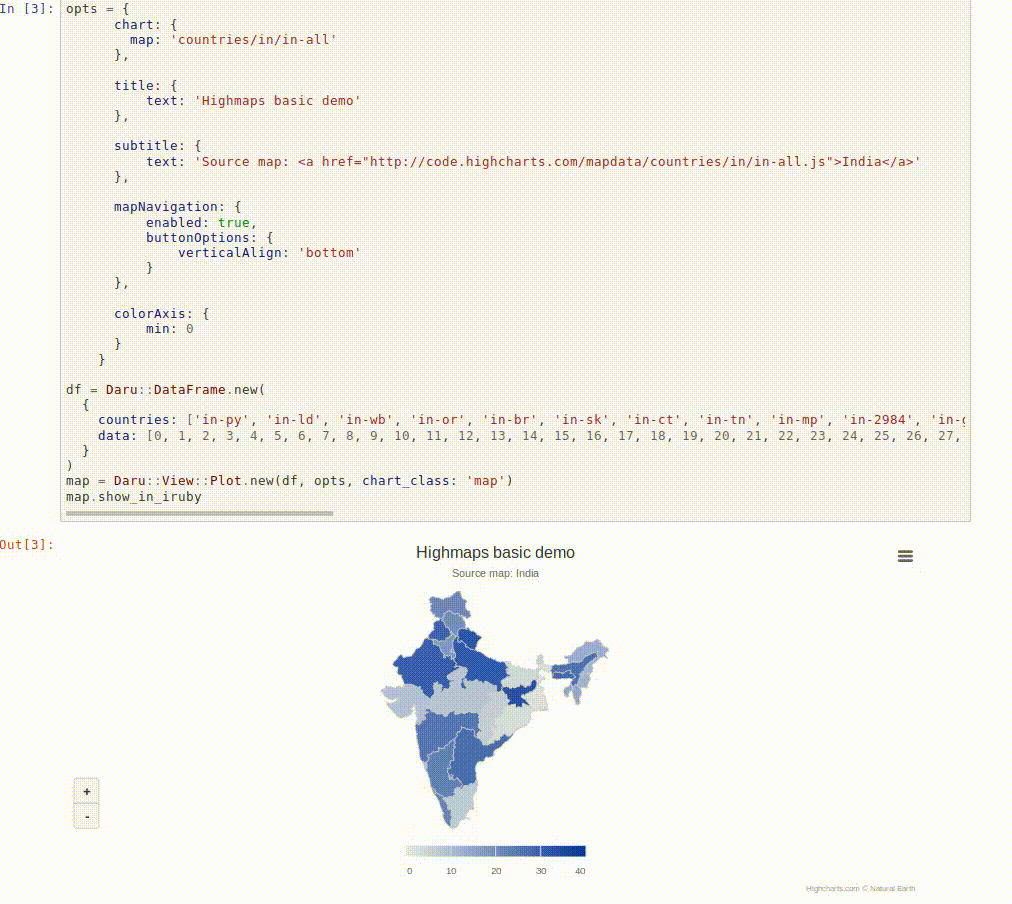 In [3]:
opts = {
      chart: {
        map: 'countries/in/in-all'
      },

      title: {
          text: 'Highmaps basic demo'
      },

      subtitle: {
          text: 'Source map: <a href="http://code.highcharts.com/mapdata/countries/in/in-all.js">India</a>'
      },

      mapNavigation: {
          enabled: true,
          buttonOptions: {
              verticalAlign: 'bottom'
          }
      },

      colorAxis: {
          min: 0
      }
    }

df = Daru::DataFrame.new(
  {
    countries: ['in-py', 'in-ld', 'in-wb', 'in-or', 'in-br', 'in-sk', 'in-ct', 'in-tn', 'in-mp', 'in-2984',
    data: [0, 1, 2, 3, 4, 5, 6, 7, 8, 9, 10, 11, 12, 13, 14, 15, 16, 17, 18, 19, 20, 21, 22, 23, 24, 25, 26, 27,
  }
)
map = Daru::View::Plot.new(df, opts, chart_class: 'map')
map.show_in_iruby
Out[3]:
Highmaps basic demo
Source map: India
+
-
0 10 20 30 40
Highcharts.com © Natural Earth